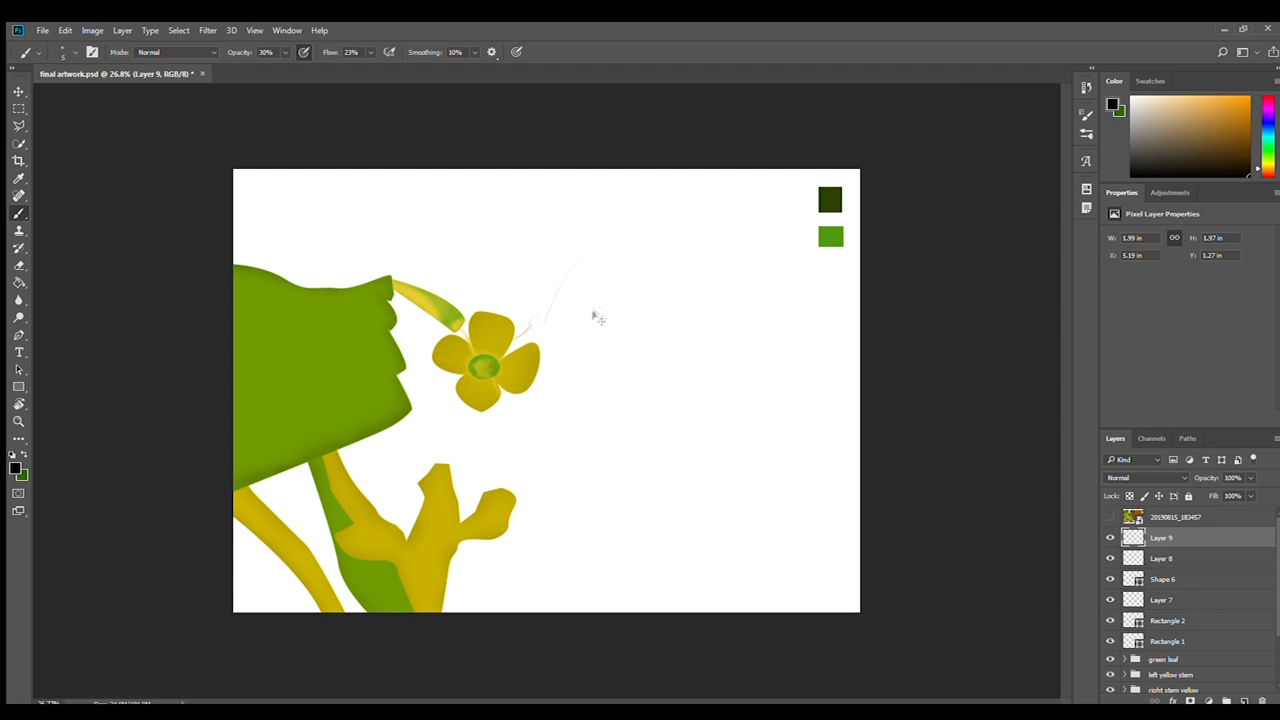 Ps File Edit Image Layer Type Select Filter 3D View Window Help
5 Mode: Normal Opacity: 30% Flow: 23% Smoothing: 10%
final artwork.psd @ 26.8% (Layer 9, RGB/8) *
Color Swatches
Properties Adjustments
Pixel Layer Properties
W: 1.99 in H: 1.97 in
X: 5.19 in Y: 1.27 in
Layers Channels Paths
Kind
Normal Opacity: 100%
Lock: Fill: 100%
20190815_183457
Layer 9
Layer 8
Shape 6
Layer 7
Rectangle 2
Rectangle 1
green leaf
left yellow stem
right stem yellow